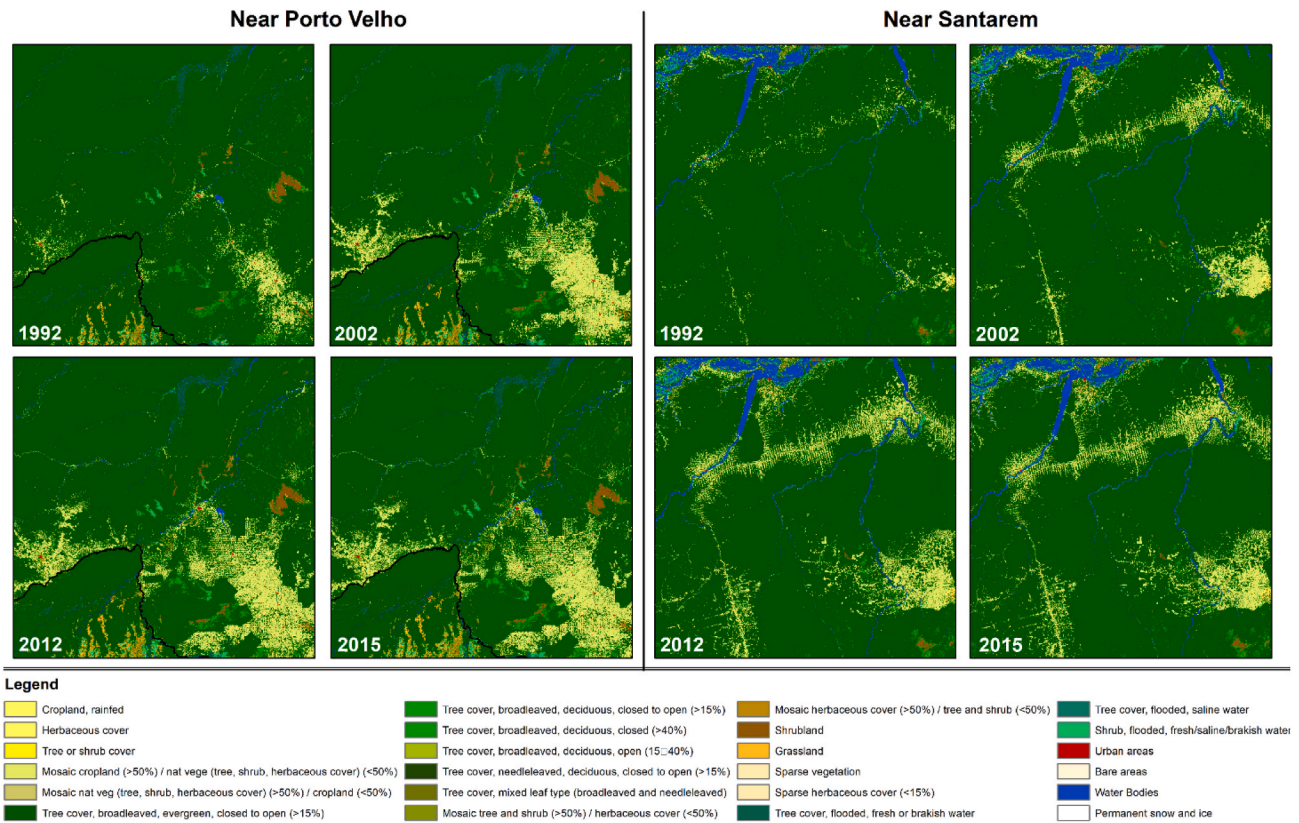 Near Porto Velho
Near Santarem
1992
2002
1992
2002
2012
2015
2012
2015
Legend
Cropland, rainfed
Herbaceous cover
Tree or shrub cover
Mosaic cropland (>50%) / nat vege (tree, shrub, herbaceous cover) (<50%)
Mosaic nat veg (tree, shrub, herbaceous cover) (>50%) / cropland (<50%)
Tree cover, broadleaved, evergreen, closed to open (>15%)
Tree cover, broadleaved, deciduous, closed to open (>15%)
Tree cover, broadleaved, deciduous, closed (>40%)
Tree cover, broadleaved, deciduous, open (15□40%)
Tree cover, needleleaved, deciduous, closed to open (>15%)
Tree cover, mixed leaf type (broadleaved and needleleved)
Mosaic tree and shrub (>50%) / herbaceous cover (<50%)
Mosaic herbaceous cover (>50%) / tree and shrub (<50%)
Shrubland
Grassland
Sparse vegetation
Sparse herbaceous cover (<15%)
Tree cover, flooded, fresh or brakish water
Tree cover, flooded, saline water
Shrub, flooded, fresh/saline/brakish water
Urban areas
Bare areas
Water Bodies
Permanent snow and ice